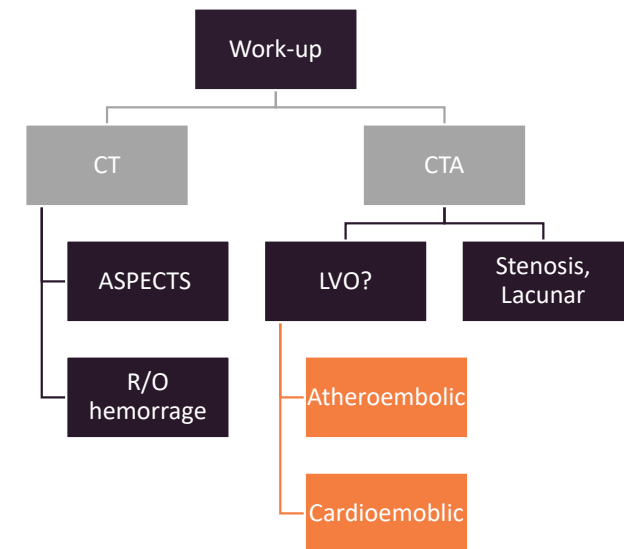 Work-up
CT
CTA
ASPECTS
LVO?
Stenosis,
Lacunar
R/O
hemorrage
Atheroembolic
Cardioemoblic